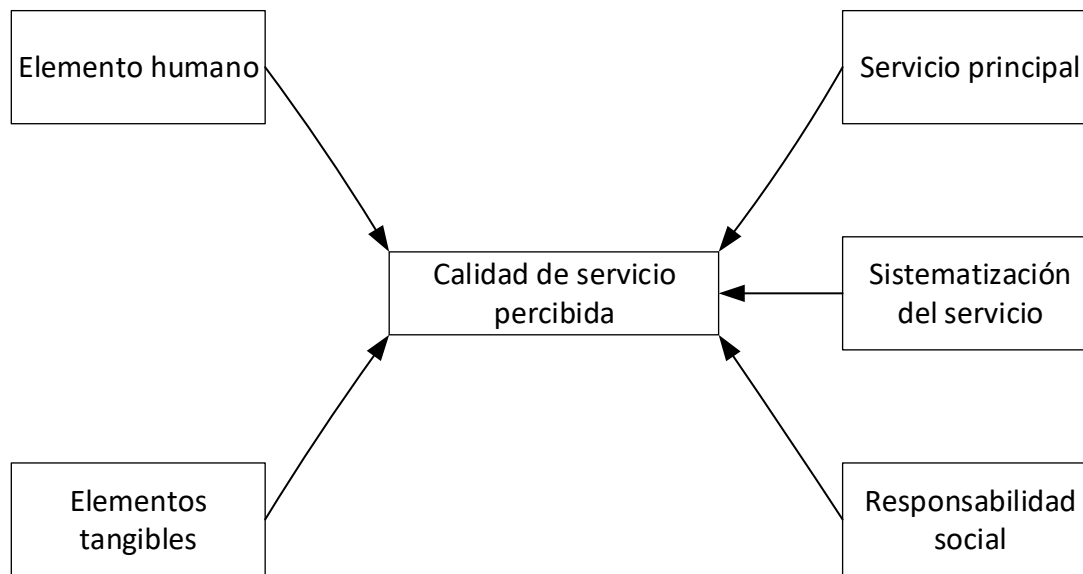 Elemento humano
Servicio principal
Calidad de servicio
percibida
Sistematización
del servicio
Elementos
tangibles
Responsabilidad
social